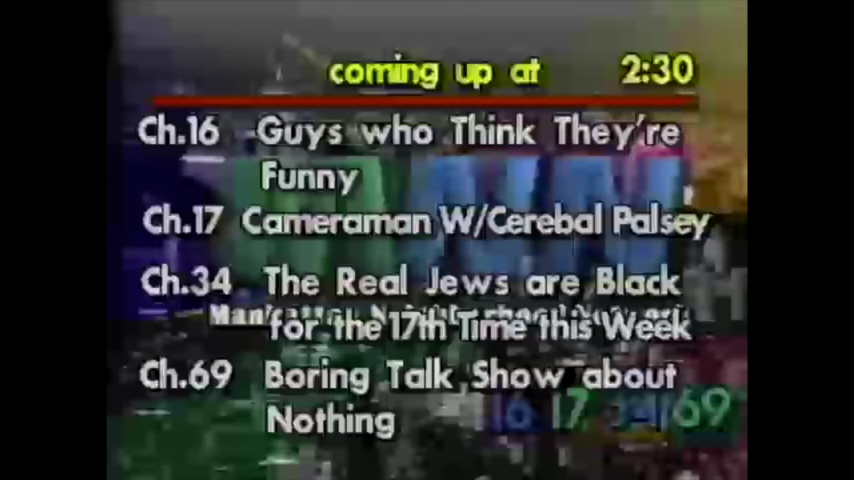 coming up at 2:30
Ch.16 Guys who Think They're
Funny
Ch.17 Cameraman W/Cerebal Palsey
Ch.34 The Real Jews are Black
for the 17th Time this Week
Ch.69 Boring Talk Show about
Nothing
16 17 34 69